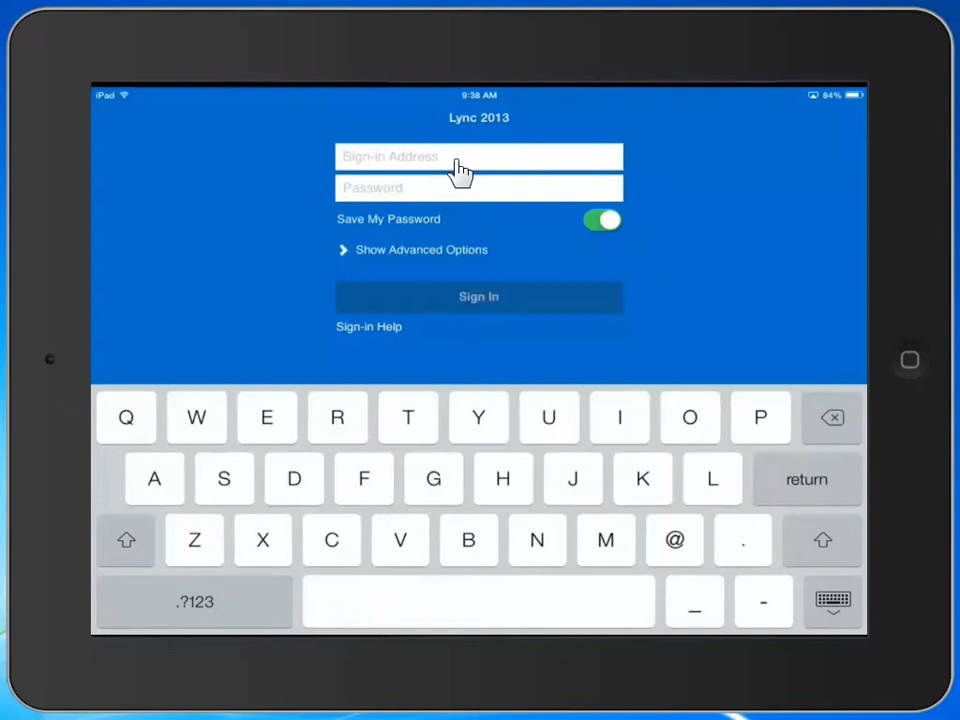 iPad 9:38 AM 84%
Lync 2013
Sign-in Address
Password
Save My Password
Show Advanced Options
Sign In
Sign-in Help
Q W E R T Y U I O P
A S D F G H J K L return
Z X C V B N M @ .
.?123 _ -